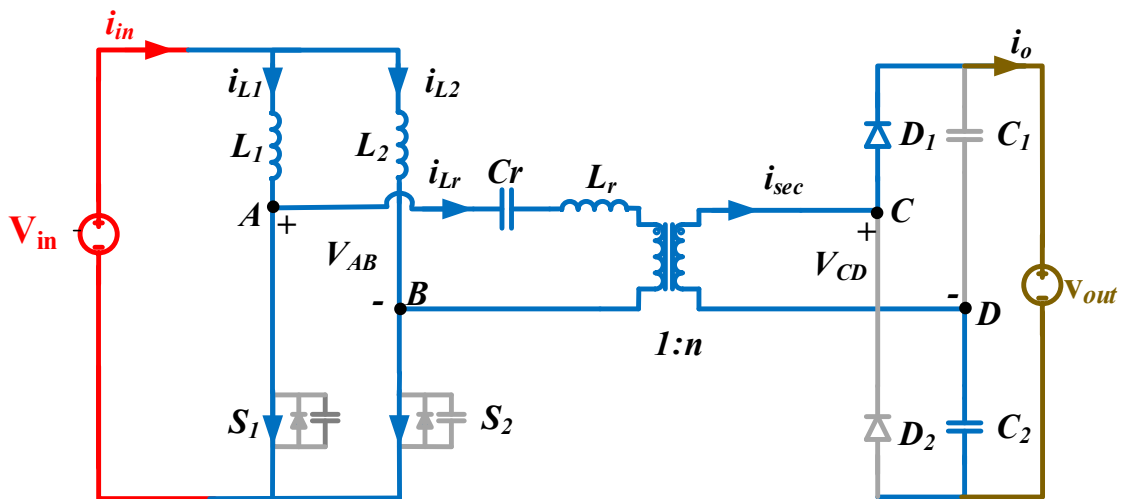 i_in
i_o
i_L1
i_L2
L_1
L_2
i_Lr
Cr
L_r
i_sec
D_1
C_1
A
+
C
+
V_in
V_AB
V_CD
-
B
-
D
v_out
1:n
S_1
S_2
D_2
C_2